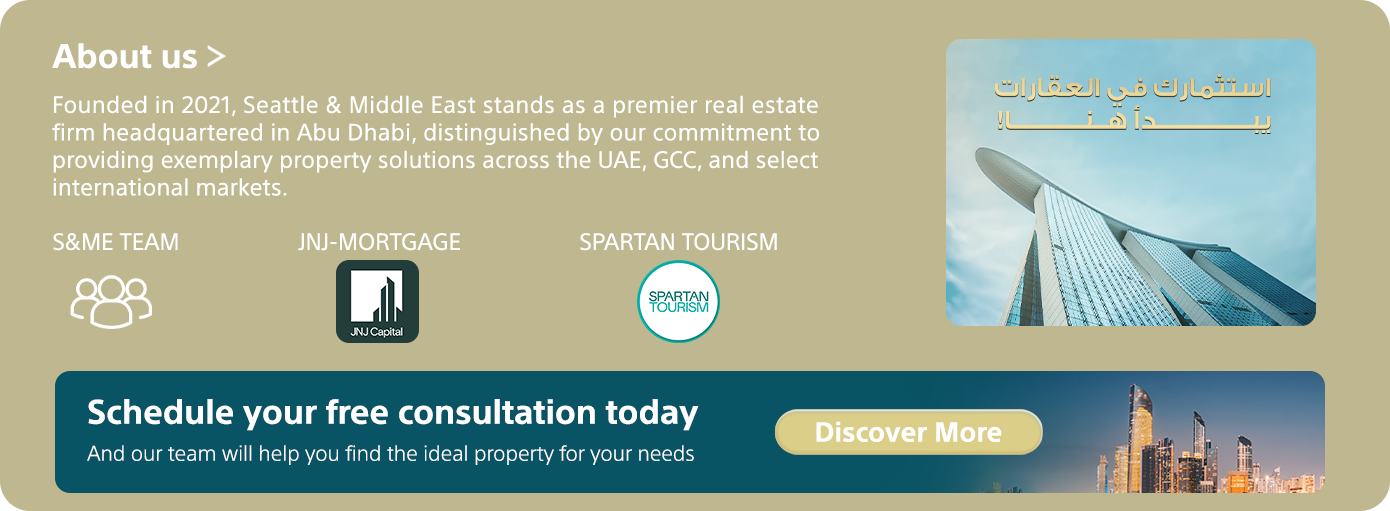 About us >
Founded in 2021, Seattle & Middle East stands as a premier real estate
firm headquartered in Abu Dhabi, distinguished by our commitment to
providing exemplary property solutions across the UAE, GCC, and select
international markets.
S&ME TEAM
JNJ-MORTGAGE
SPARTAN TOURISM
JNJ Capital
SPARTAN
TOURISM
استثمارك في العقارات
يبـــــــدأ هـنـــــــا!
Schedule your free consultation today
And our team will help you find the ideal property for your needs
Discover More